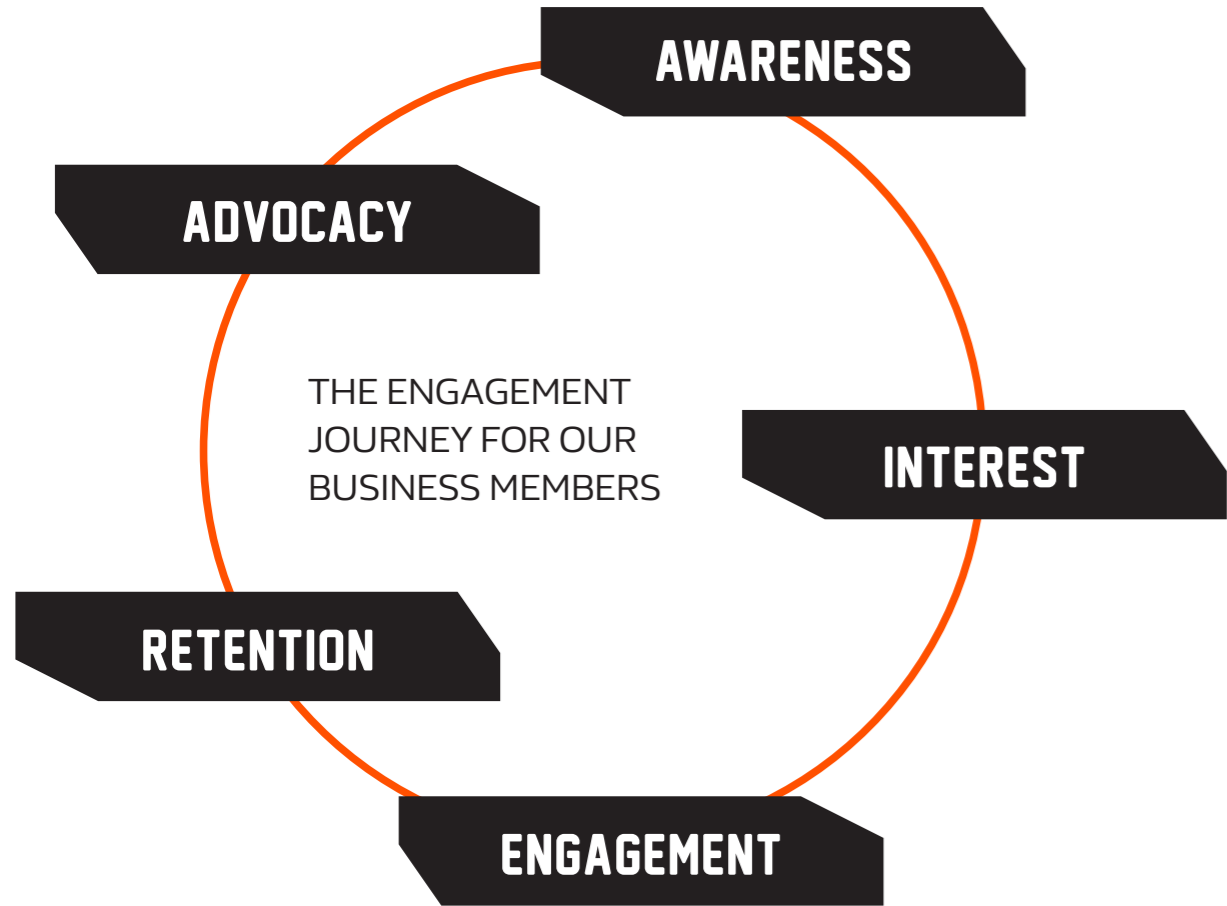 AWARENESS
ADVOCACY
THE ENGAGEMENT
JOURNEY FOR OUR
BUSINESS MEMBERS
INTEREST
RETENTION
ENGAGEMENT